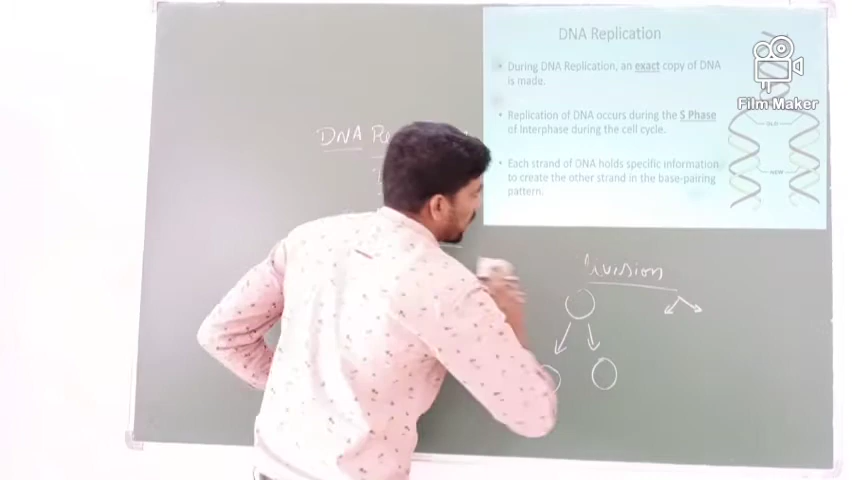 DNA Replication
• During DNA Replication, an exact copy of DNA
is made.
• Replication of DNA occurs during the S Phase
of Interphase during the cell cycle.
• Each strand of DNA holds specific information
to create the other strand in the base-pairing
pattern.
Film Maker
OLD
NEW
DNA
division